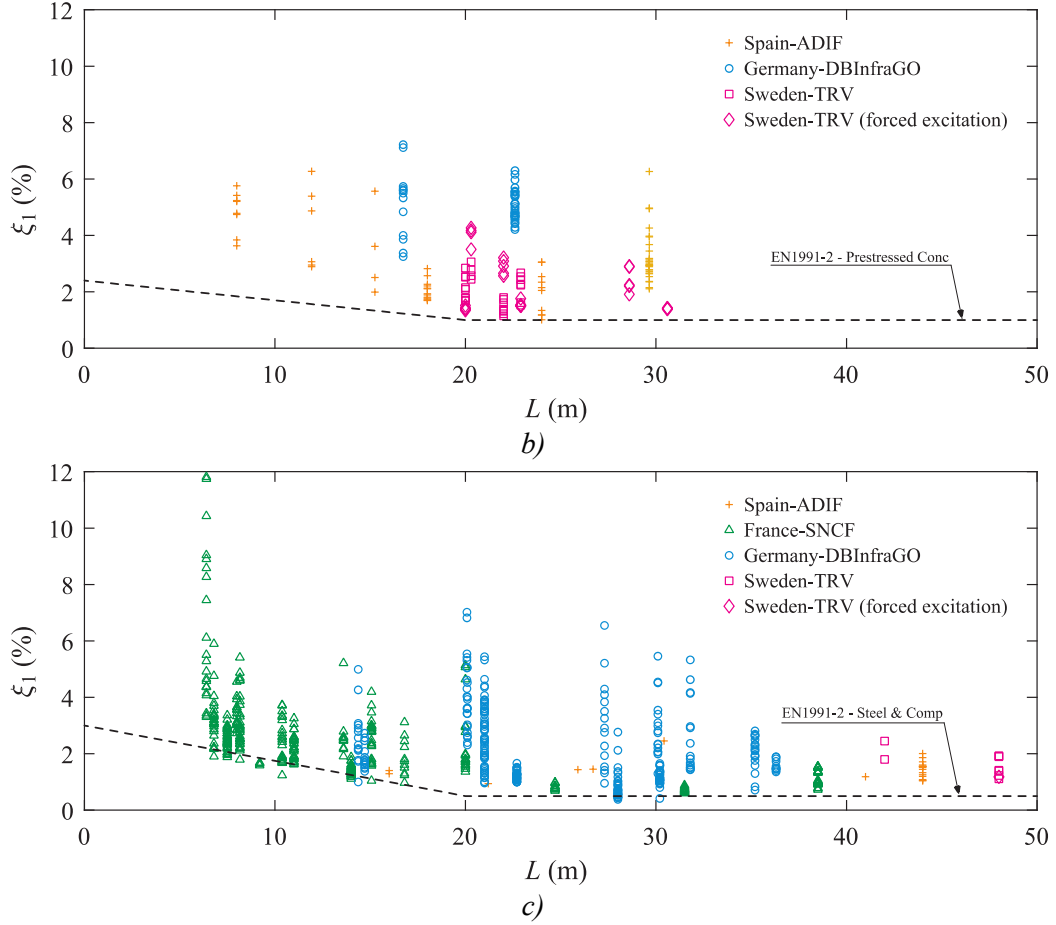 12
10
8
6
4
2
0
ξ1 (%)
Spain-ADIF
Germany-DBInfraGO
Sweden-TRV
Sweden-TRV (forced excitation)
EN1991-2 - Prestressed Conc
0 10 20 30 40 50
L (m)
b)
12
10
8
6
4
2
0
ξ1 (%)
Spain-ADIF
France-SNCF
Germany-DBInfraGO
Sweden-TRV
Sweden-TRV (forced excitation)
EN1991-2 - Steel & Comp
0 10 20 30 40 50
L (m)
c)